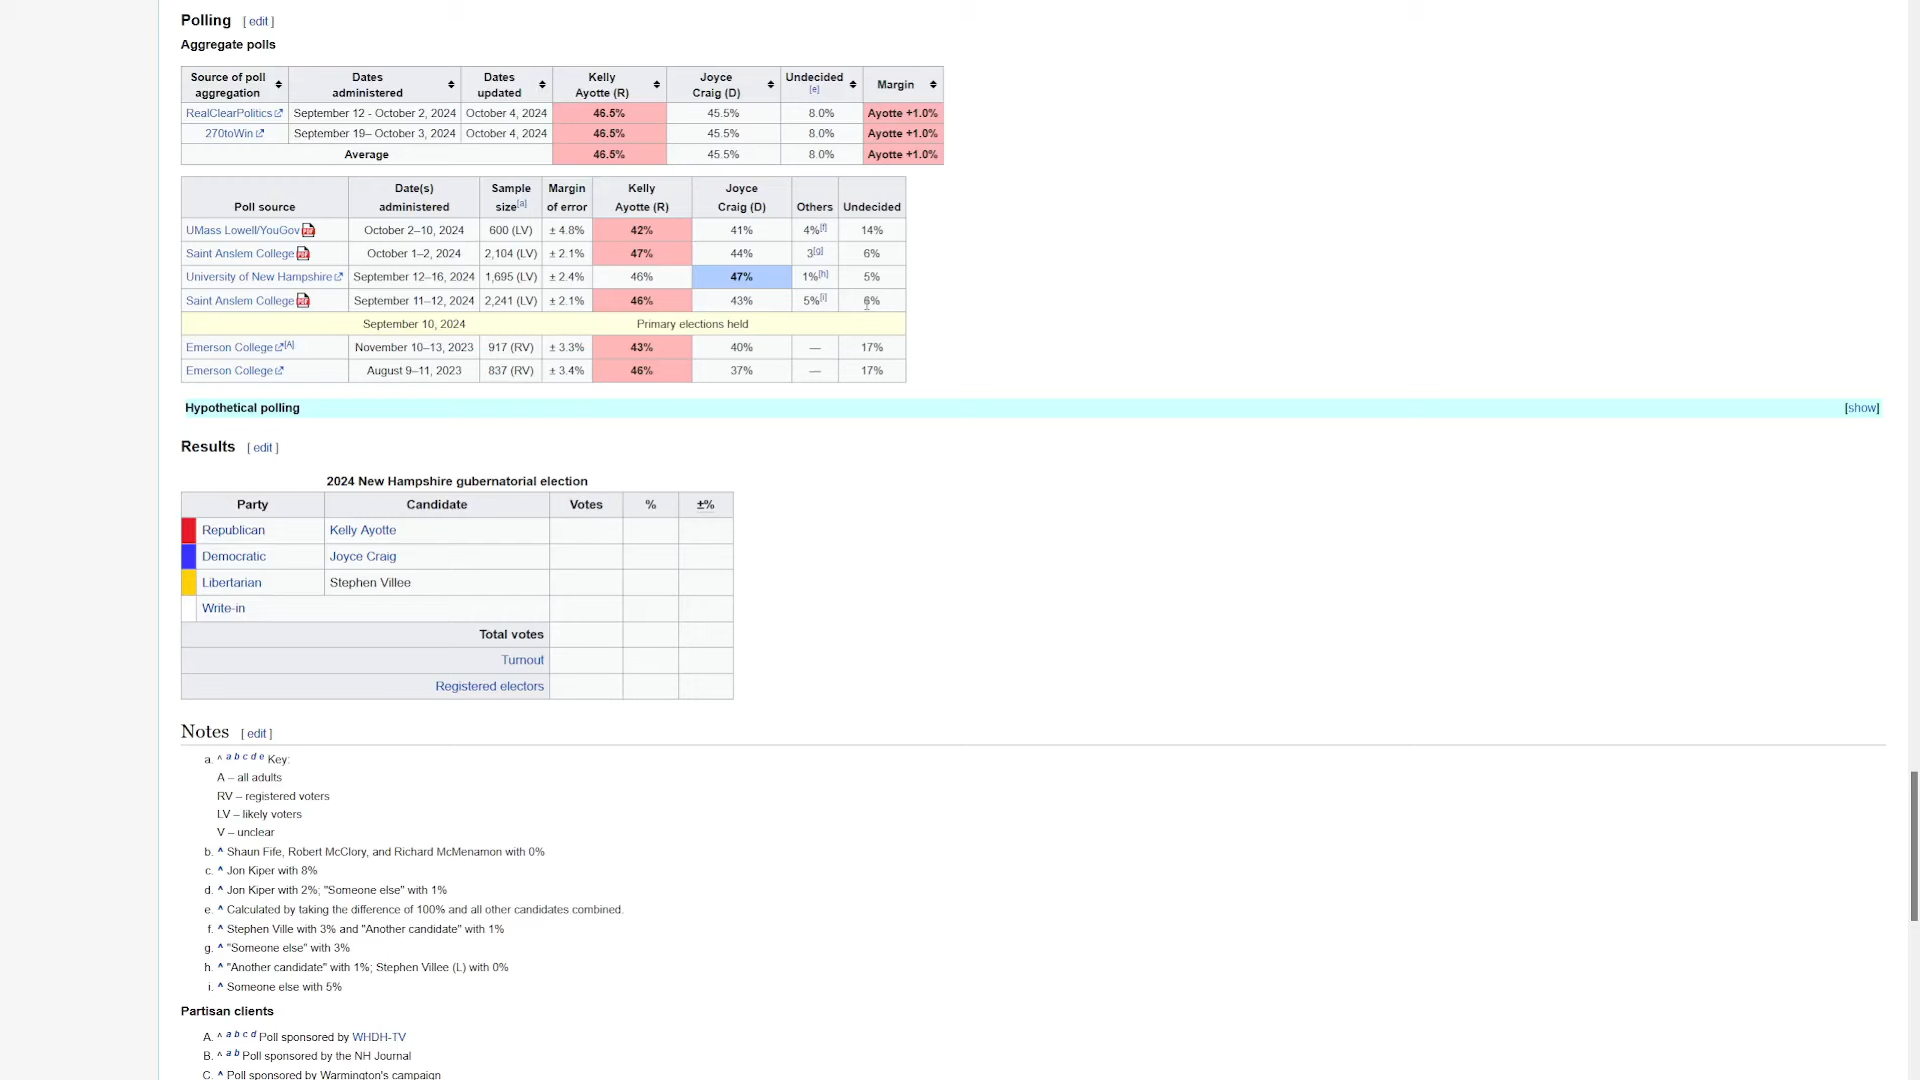 Polling [ edit ]
Aggregate polls
Source of poll aggregation Dates administered Dates updated Kelly Ayotte (R) Joyce Craig (D) Undecided [e] Margin
RealClearPolitics September 12 - October 2, 2024 October 4, 2024 46.5% 45.5% 8.0% Ayotte +1.0%
270toWin September 19– October 3, 2024 October 4, 2024 46.5% 45.5% 8.0% Ayotte +1.0%
Average 46.5% 45.5% 8.0% Ayotte +1.0%
Poll source Date(s) administered Sample size[a] Margin of error Kelly Ayotte (R) Joyce Craig (D) Others Undecided
UMass Lowell/YouGov October 2–10, 2024 600 (LV) ± 4.8% 42% 41% 4%[f] 14%
Saint Anslem College October 1–2, 2024 2,104 (LV) ± 2.1% 47% 44% 3[g] 6%
University of New Hampshire September 12–16, 2024 1,695 (LV) ± 2.4% 46% 47% 1%[h] 5%
Saint Anslem College September 11–12, 2024 2,241 (LV) ± 2.1% 46% 43% 5%[i] 6%
September 10, 2024 Primary elections held
Emerson College[A] November 10–13, 2023 917 (RV) ± 3.3% 43% 40% — 17%
Emerson College August 9–11, 2023 837 (RV) ± 3.4% 46% 37% — 17%
Hypothetical polling [show]
Results [ edit ]
2024 New Hampshire gubernatorial election
Party Candidate Votes % ±%
Republican Kelly Ayotte
Democratic Joyce Craig
Libertarian Stephen Villee
Write-in
Total votes
Turnout
Registered electors
Notes [ edit ]
a. ^ a b c d e Key:
A – all adults
RV – registered voters
LV – likely voters
V – unclear
b. ^ Shaun Fife, Robert McClory, and Richard McMenamon with 0%
c. ^ Jon Kiper with 8%
d. ^ Jon Kiper with 2%; "Someone else" with 1%
e. ^ Calculated by taking the difference of 100% and all other candidates combined.
f. ^ Stephen Ville with 3% and "Another candidate" with 1%
g. ^ "Someone else" with 3%
h. ^ "Another candidate" with 1%; Stephen Villee (L) with 0%
i. ^ Someone else with 5%
Partisan clients
A. ^ a b c d Poll sponsored by WHDH-TV
B. ^ a b Poll sponsored by the NH Journal
C. ^ Poll sponsored by Warmington's campaign